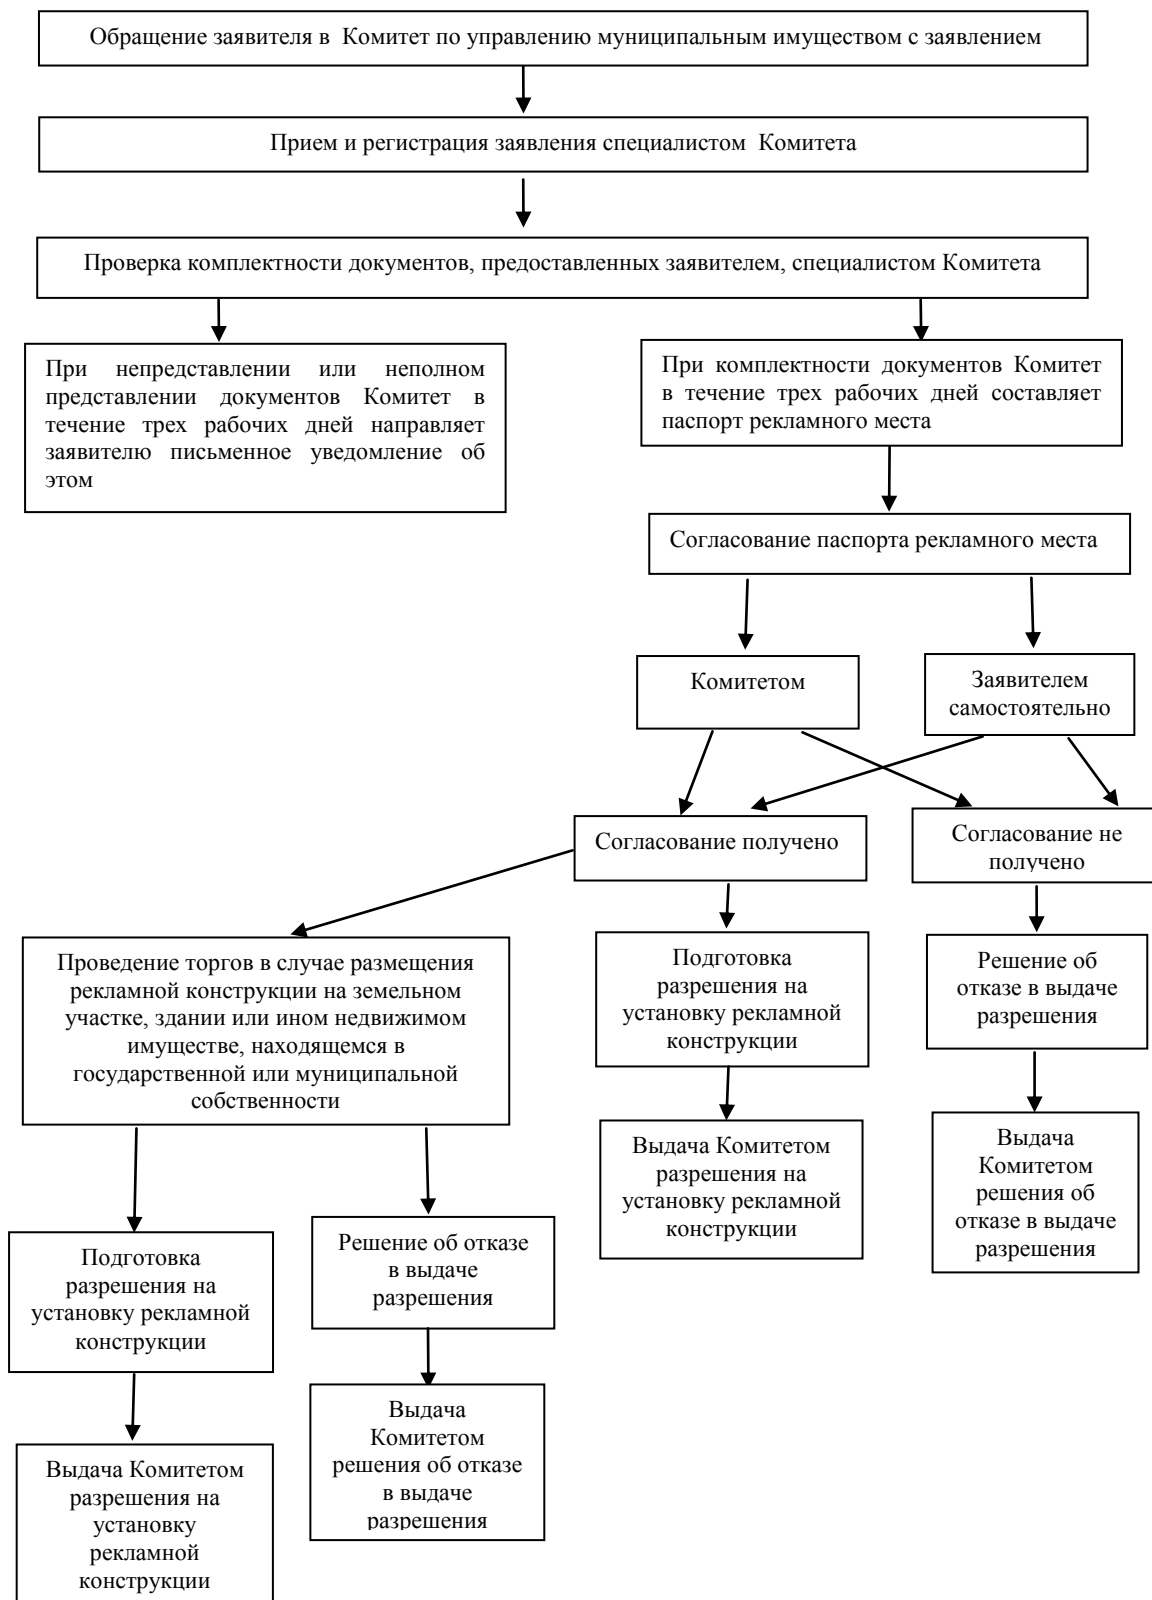 Обращение заявителя в Комитет по управлению муниципальным имуществом с заявлением
Прием и регистрация заявления специалистом Комитета
Проверка комплектности документов, предоставленных заявителем, специалистом Комитета
При непредставлении или неполном
представлении документов Комитет в
течение трех рабочих дней направляет
заявителю письменное уведомление об
этом
При комплектности документов Комитет
в течение трех рабочих дней составляет
паспорт рекламного места
Согласование паспорта рекламного места
Комитетом
Заявителем
самостоятельно
Согласование получено
Согласование не
получено
Проведение торгов в случае размещения
рекламной конструкции на земельном
участке, здании или ином недвижимом
имуществе, находящемся в
государственной или муниципальной
собственности
Подготовка
разрешения на
установку рекламной
конструкции
Решение об
отказе в выдаче
разрешения
Выдача Комитетом
разрешения на
установку рекламной
конструкции
Выдача
Комитетом
решения об
отказе в выдаче
разрешения
Подготовка
разрешения на
установку рекламной
конструкции
Решение об отказе
в выдаче
разрешения
Выдача Комитетом
разрешения на
установку
рекламной
конструкции
Выдача
Комитетом
решения об отказе
в выдаче
разрешения